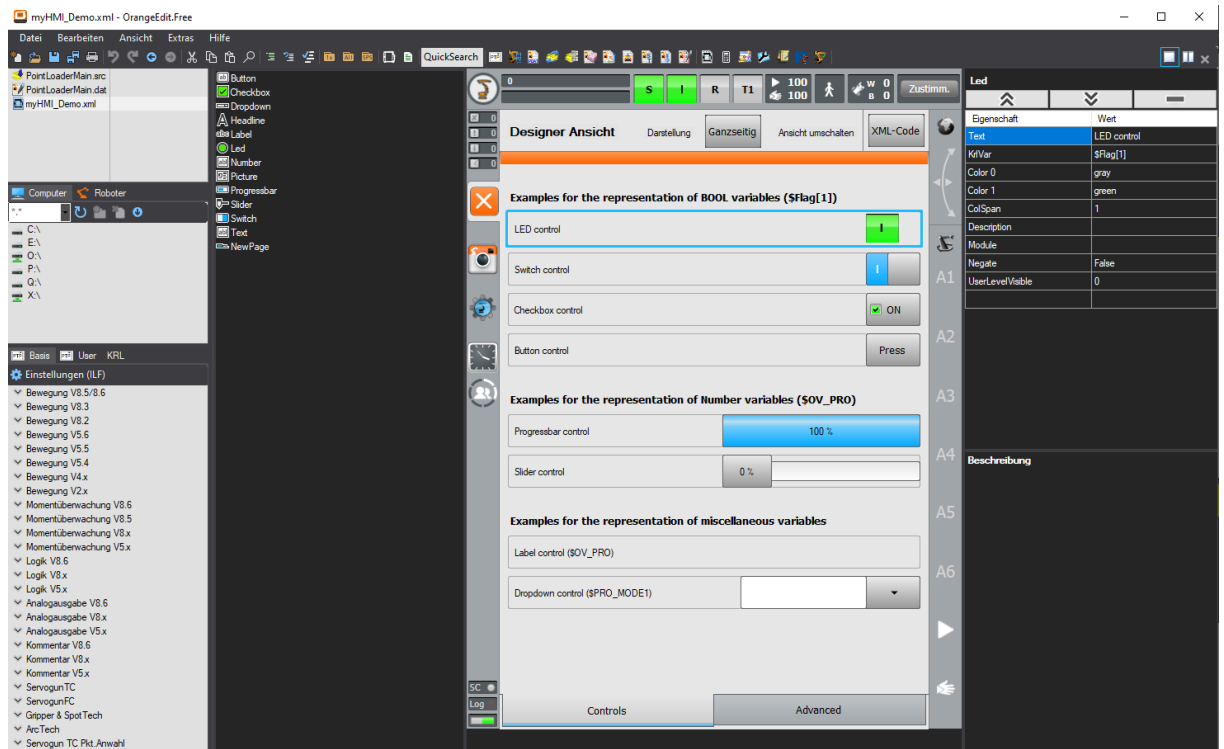 myHMI_Demo.xml - OrangeEdit.Free
Datei Bearbeiten Ansicht Extras Hilfe
QuickSearch
PointLoaderMain.src
PointLoaderMain.dat
myHMI_Demo.xml
Computer Roboter
*.*
C:\
E:\
O:\
P:\
Q:\
X:\
Basis User KRL
Einstellungen (ILF)
Bewegung V8.5/8.6
Bewegung V8.3
Bewegung V8.2
Bewegung V5.6
Bewegung V5.5
Bewegung V5.4
Bewegung V4.x
Bewegung V2.x
Momentüberwachung V8.6
Momentüberwachung V8.5
Momentüberwachung V8.x
Momentüberwachung V5.x
Logik V8.6
Logik V8.x
Logik V5.x
Analogausgabe V8.6
Analogausgabe V8.x
Analogausgabe V5.x
Kommentar V8.6
Kommentar V8.x
Kommentar V5.x
ServogunTC
ServogunFC
Gripper & SpotTech
ArcTech
Servogun TC Pkt.Anwahl
Button
Checkbox
Dropdown
Headline
Label
Led
Number
Picture
Progressbar
Slider
Switch
Text
NewPage
0
S I R T1 100 100 W 0 B 0 Zustimm.
0
0
0
0
Designer Ansicht Darstellung Ganzseitig Ansicht umschalten XML-Code
Examples for the representation of BOOL variables ($Flag[1])
LED control I
Switch control I
Checkbox control ON
Button control Press
Examples for the representation of Number variables ($OV_PRO)
Progressbar control 100 %
Slider control 0 %
Examples for the representation of miscellaneous variables
Label control ($OV_PRO)
Dropdown control ($PRO_MODE1)
Controls Advanced
SC
Log
A1
A2
A3
A4
A5
A6
Led
Eigenschaft Wert
Text LED control
KrlVar $Flag[1]
Color 0 gray
Color 1 green
ColSpan 1
Description
Module
Negate False
UserLevelVisible 0
Beschreibung